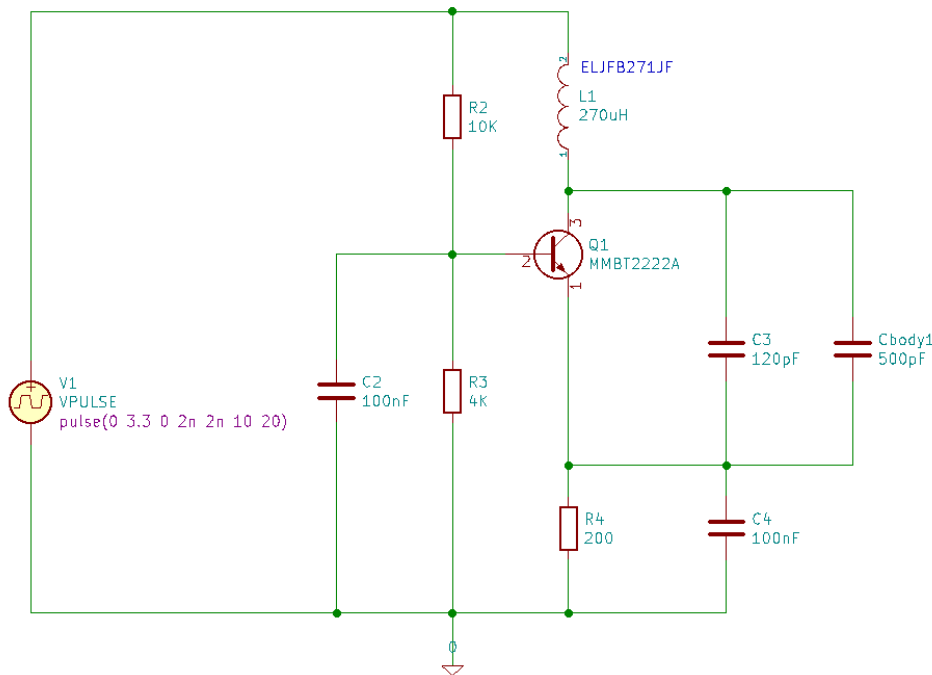 2
ELJFB271JF
L1
270uH
1
R2
10K
3
Q1
MMBT2222A
2
1
C3
120pF
Cbody1
500pF
V1
VPULSE
pulse(0 3.3 0 2n 2n 10 20)
+
C2
100nF
R3
4K
R4
200
C4
100nF
0